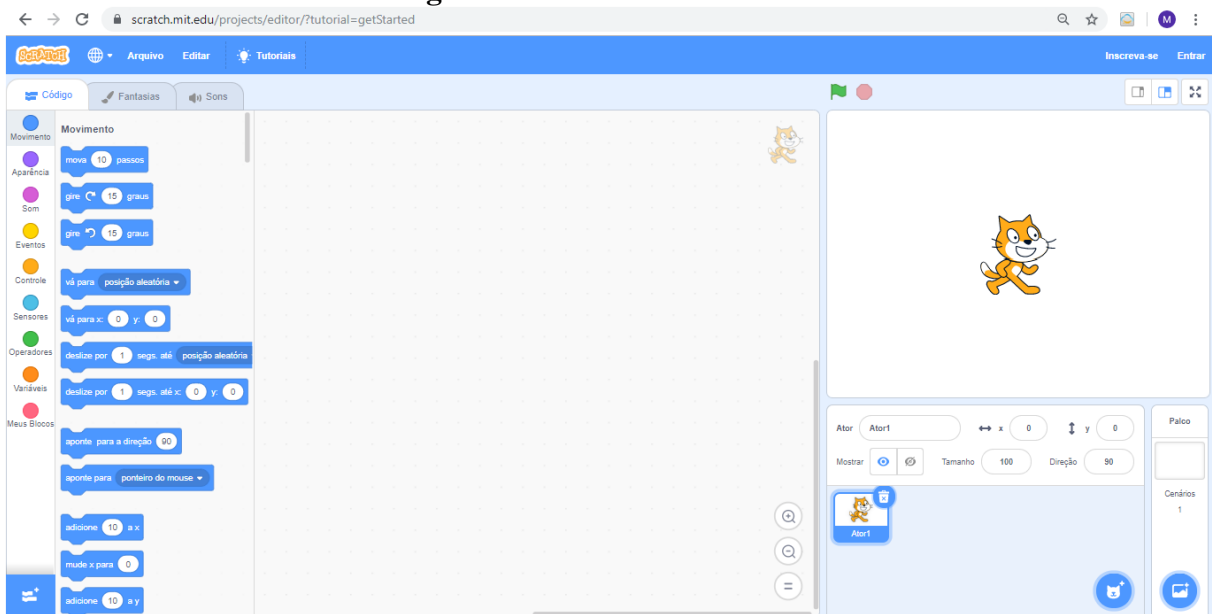 scratch.mit.edu/projects/editor/?tutorial=getStarted
M
SCRATCH
Arquivo
Editar
Tutoriais
Inscreva-se
Entrar
Código
Fantasias
Sons
Movimento
Aparência
Som
Eventos
Controle
Sensores
Operadores
Variáveis
Meus Blocos
Movimento
mova 10 passos
gire 15 graus
gire 15 graus
vá para posição aleatória
vá para x: 0 y: 0
deslize por 1 segs. até posição aleatória
deslize por 1 segs. até x: 0 y: 0
aponte para a direção 90
aponte para ponteiro do mouse
adicione 10 a x
mude x para 0
adicione 10 a y
Ator Ator1 x 0 y 0
Mostrar Tamanho 100 Direção 90
Ator1
Palco
Cenários
1